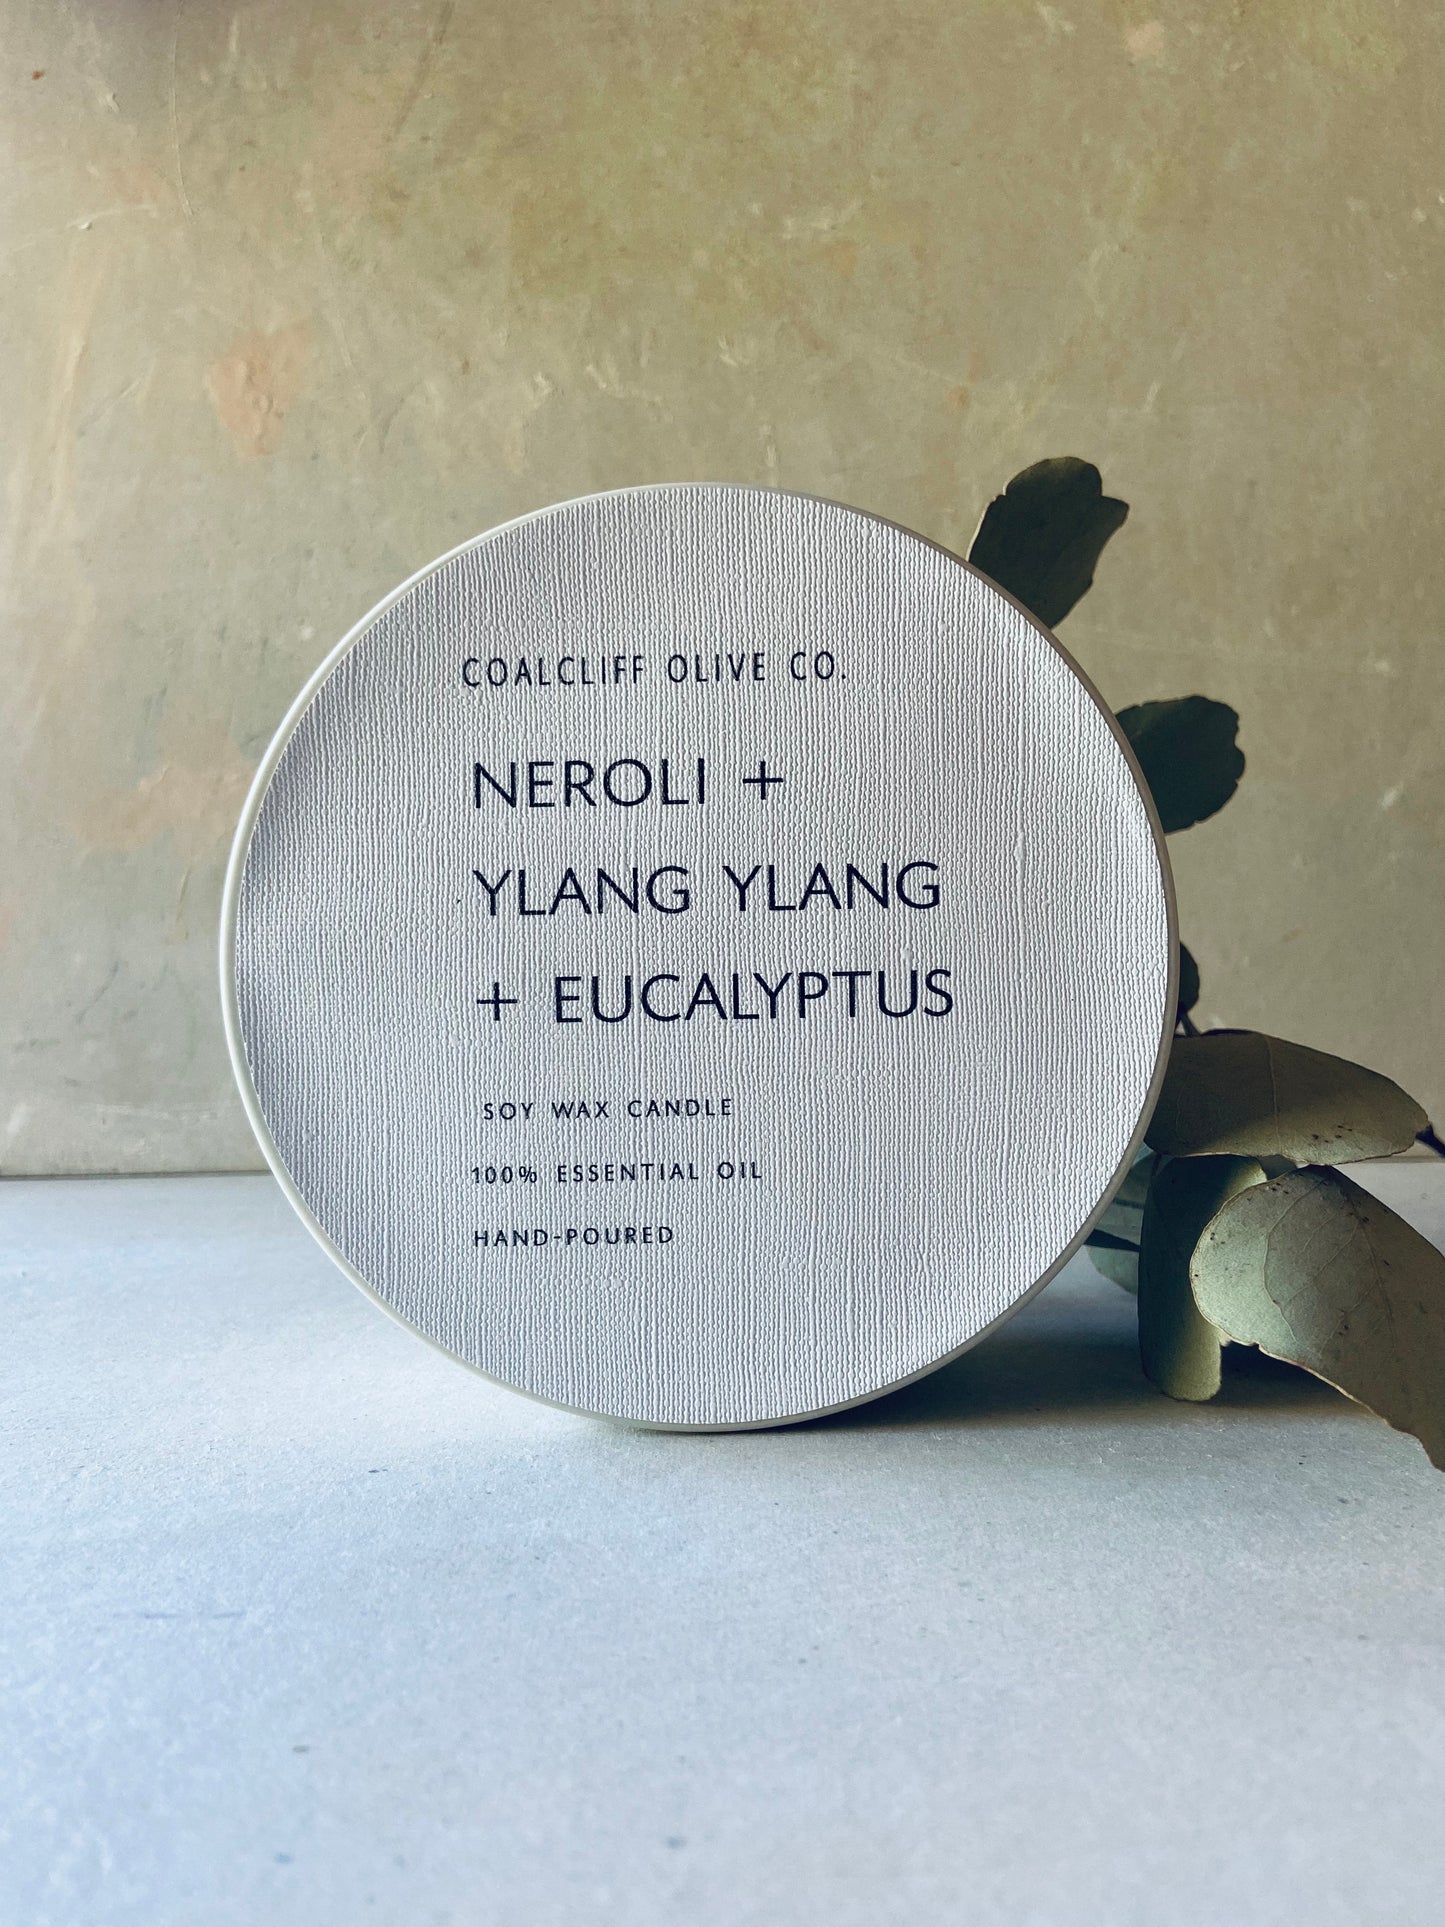 COALCLIFF OLIVE CO.
NEROLI +
YLANG YLANG
+ EUCALYPTUS
SOY WAX CANDLE
100% ESSENTIAL OIL
HAND-POURED